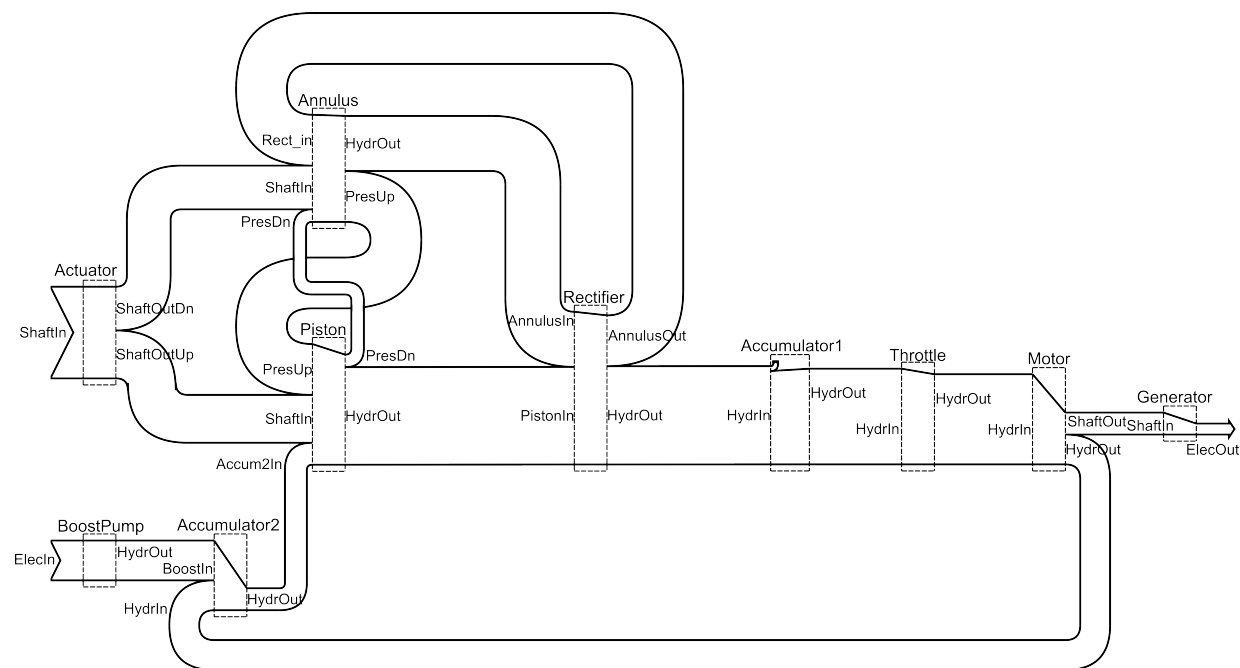 Annulus
Rect_in
HydrOut
ShaftIn
PresUp
PresDn
Actuator
ShaftOutDn
ShaftIn
ShaftOutUp
Piston
PresDn
PresUp
ShaftIn
HydrOut
Accum2In
Rectifier
AnnulusIn
AnnulusOut
PistonIn
HydrOut
Accumulator1
HydrOut
HydrIn
Throttle
HydrOut
HydrIn
Motor
HydrIn
ShaftOut
HydrOut
Generator
ShaftIn
ElecOut
BoostPump
HydrOut
ElecIn
Accumulator2
BoostIn
HydrOut
HydrIn